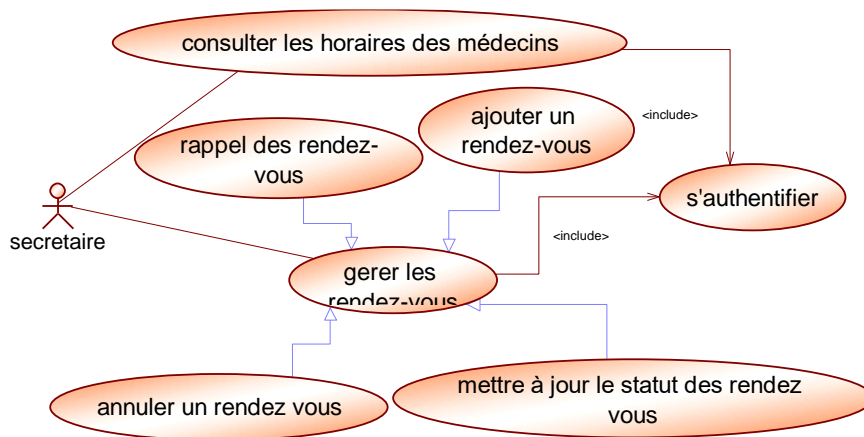 consulter les horaires des médecins
ajouter un
rendez-vous
<include>
rappel des rendez-
vous
s'authentifier
secretaire
<include>
gerer les
rendez-vous
annuler un rendez vous
mettre à jour le statut des rendez
vous